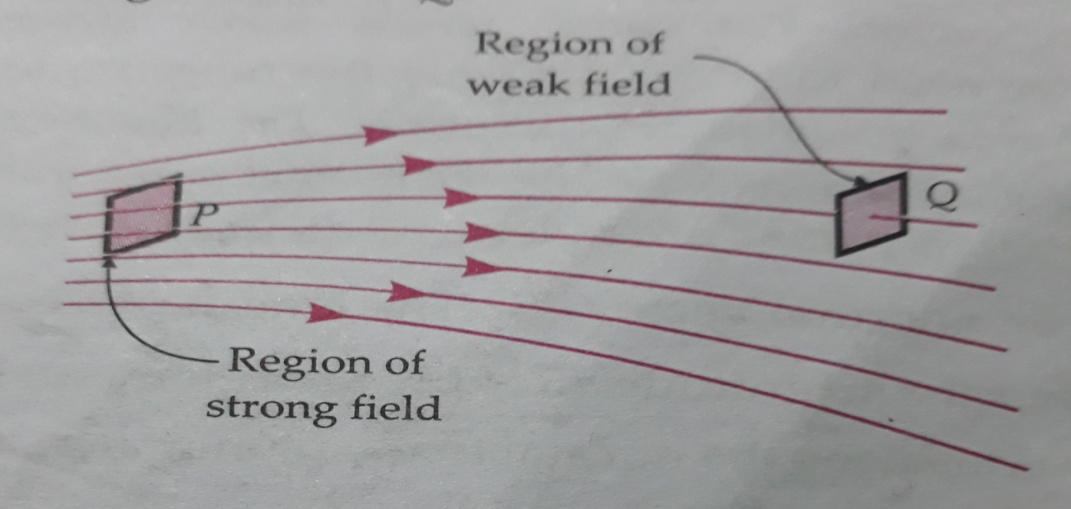 Region of
weak field
P
Q
Region of
strong field